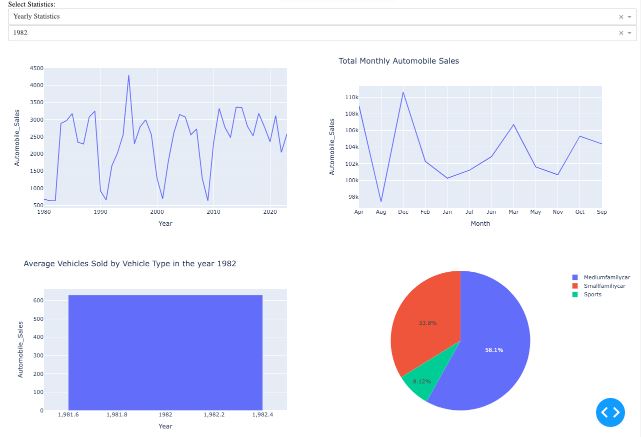 Select Statistics:
Yearly Statistics
1982
Total Monthly Automobile Sales
4500
4000
3500
3000
2500
2000
1500
1000
500
Automobile_Sales
1980
1990
2000
2010
2020
Year
110k
108k
106k
104k
102k
100k
98k
Automobile_Sales
Apr
Aug
Dec
Feb
Jan
Jul
Jun
Mar
May
Nov
Oct
Sep
Month
Average Vehicles Sold by Vehicle Type in the year 1982
600
500
400
300
200
100
0
Automobile_Sales
1,981.6
1,981.8
1982
1,982.2
1,982.4
Year
33.8%
58.1%
8.12%
Mediumfamilycar
Smallfamiliycar
Sports